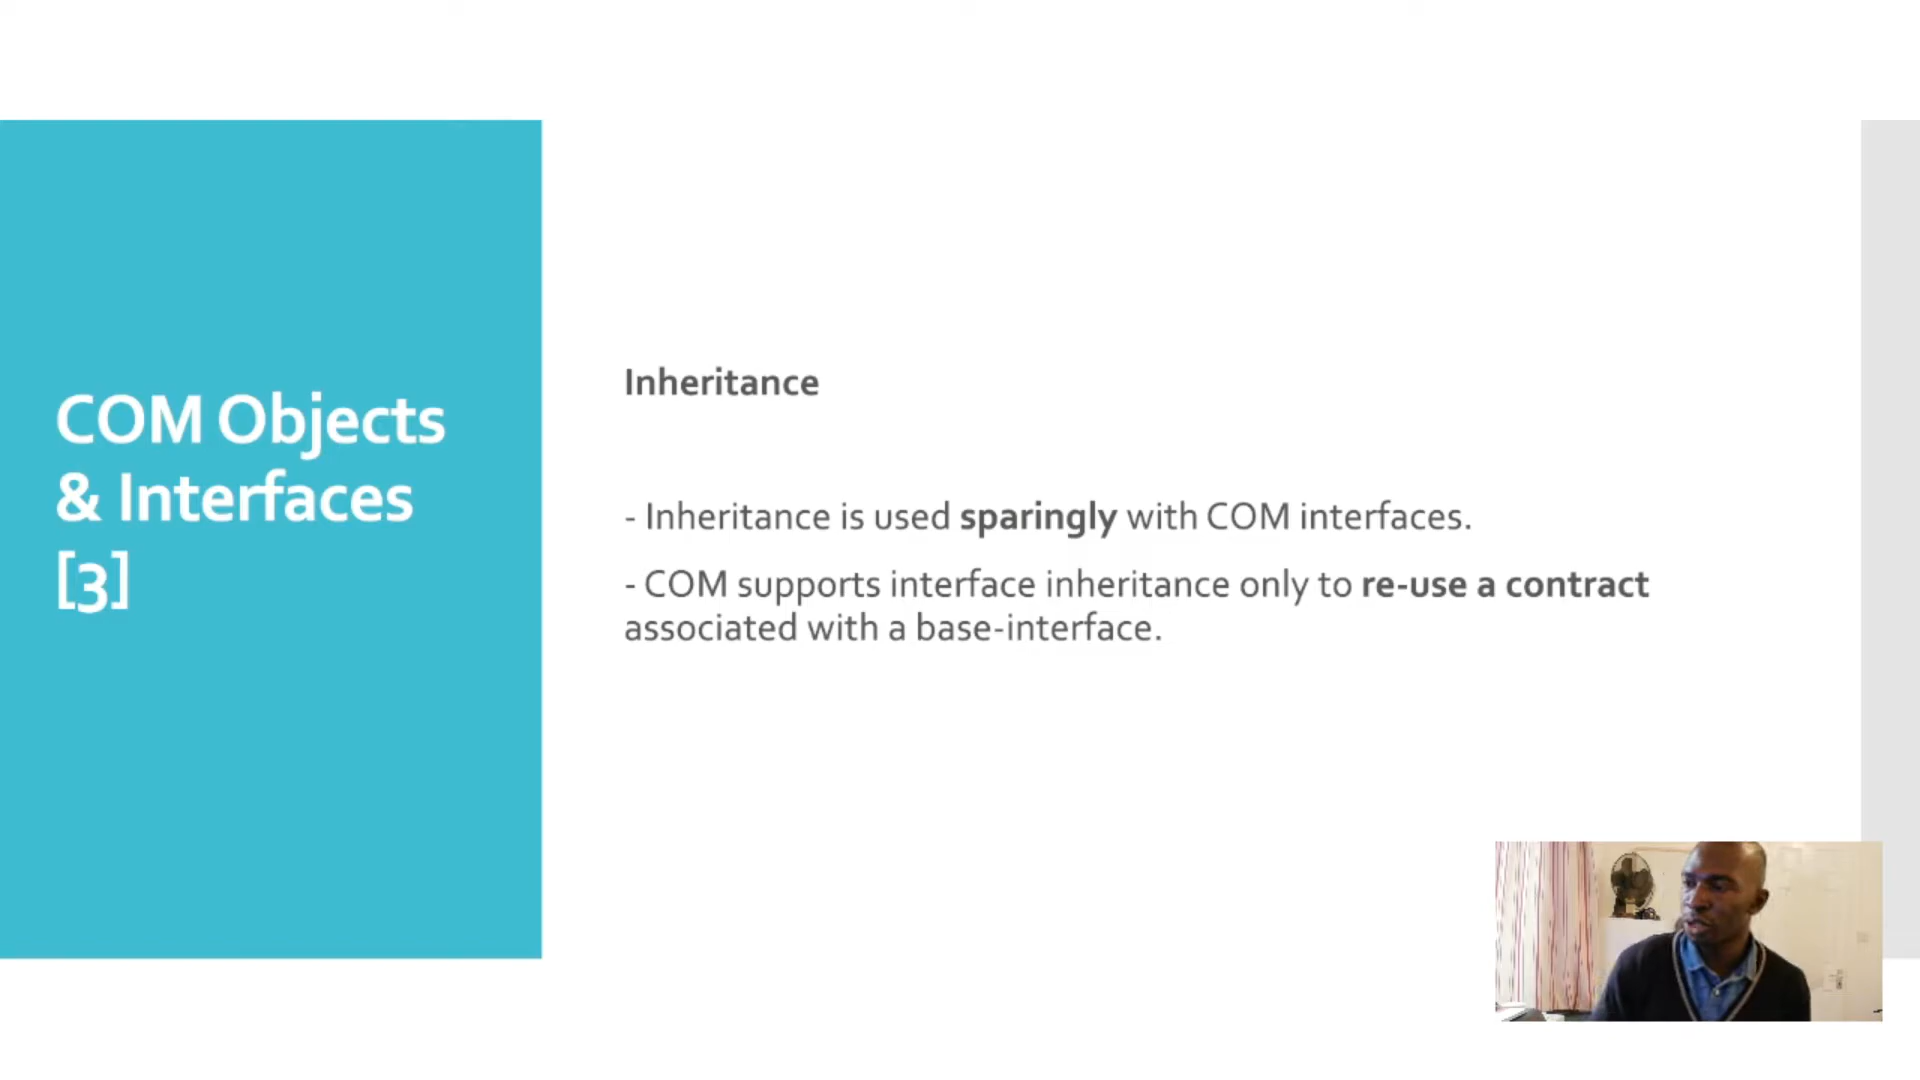 COM Objects
& Interfaces
[3]
Inheritance
- Inheritance is used sparingly with COM interfaces.
- COM supports interface inheritance only to re-use a contract
associated with a base-interface.